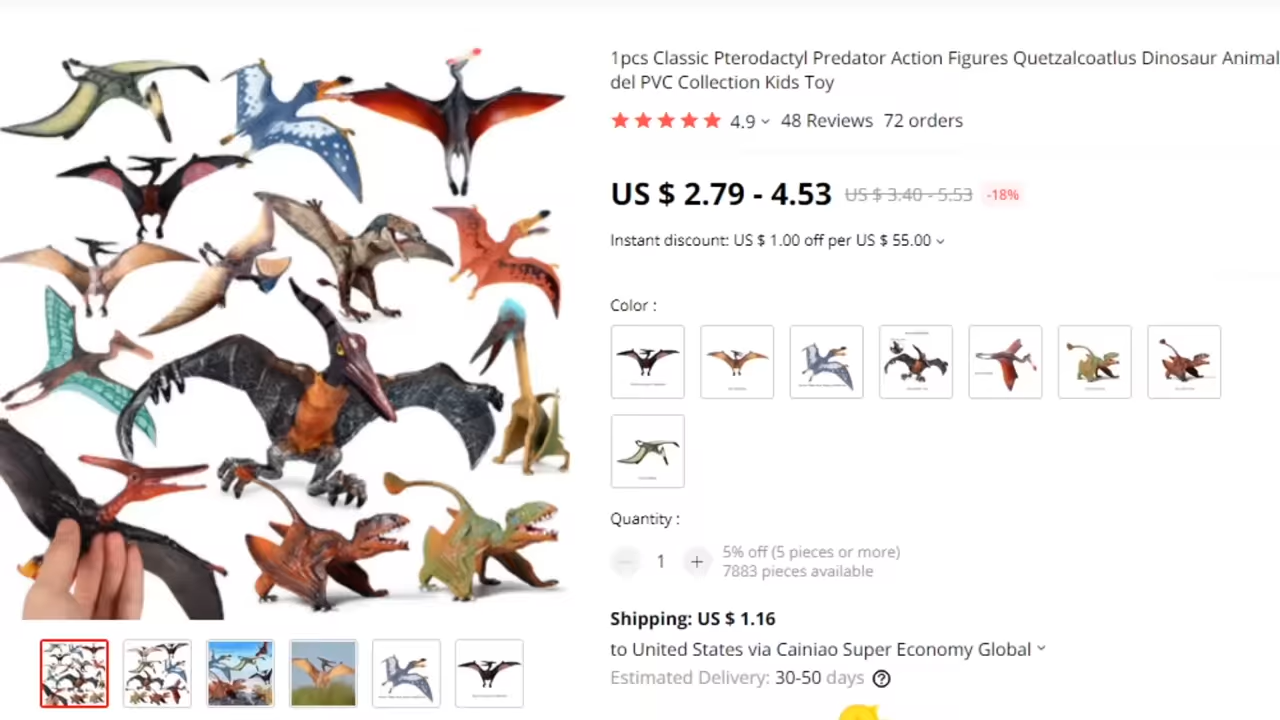 1pcs Classic Pterodactyl Predator Action Figures Quetzalcoatlus Dinosaur Animal
del PVC Collection Kids Toy
4.9 48 Reviews 72 orders
US $ 2.79 - 4.53 US $ 3.40 - 5.53 -18%
Instant discount: US $ 1.00 off per US $ 55.00
Color :
Quantity :
1
5% off (5 pieces or more)
7883 pieces available
Shipping: US $ 1.16
to United States via Cainiao Super Economy Global
Estimated Delivery: 30-50 days ?